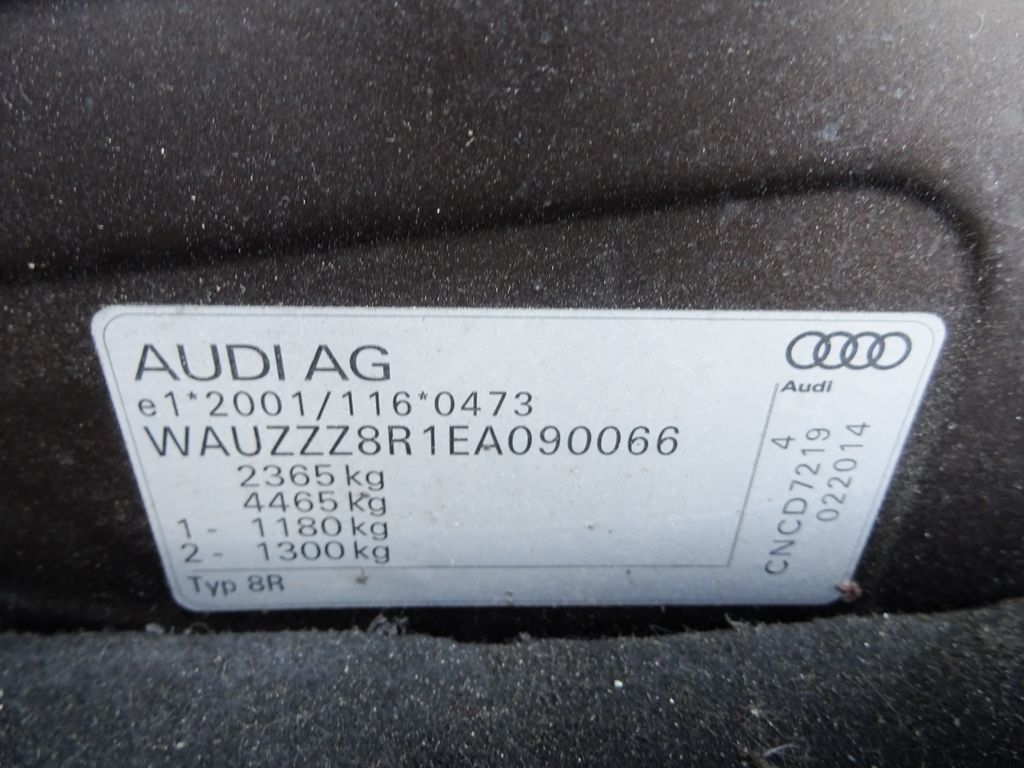 AUDI AG
e1*2001/116*0473
WAUZZZ8R1EA090066
2365 kg
4465 kg
1 - 1180 kg
2 - 1300 kg
Typ 8R
Audi
CNCD7219 4
022014